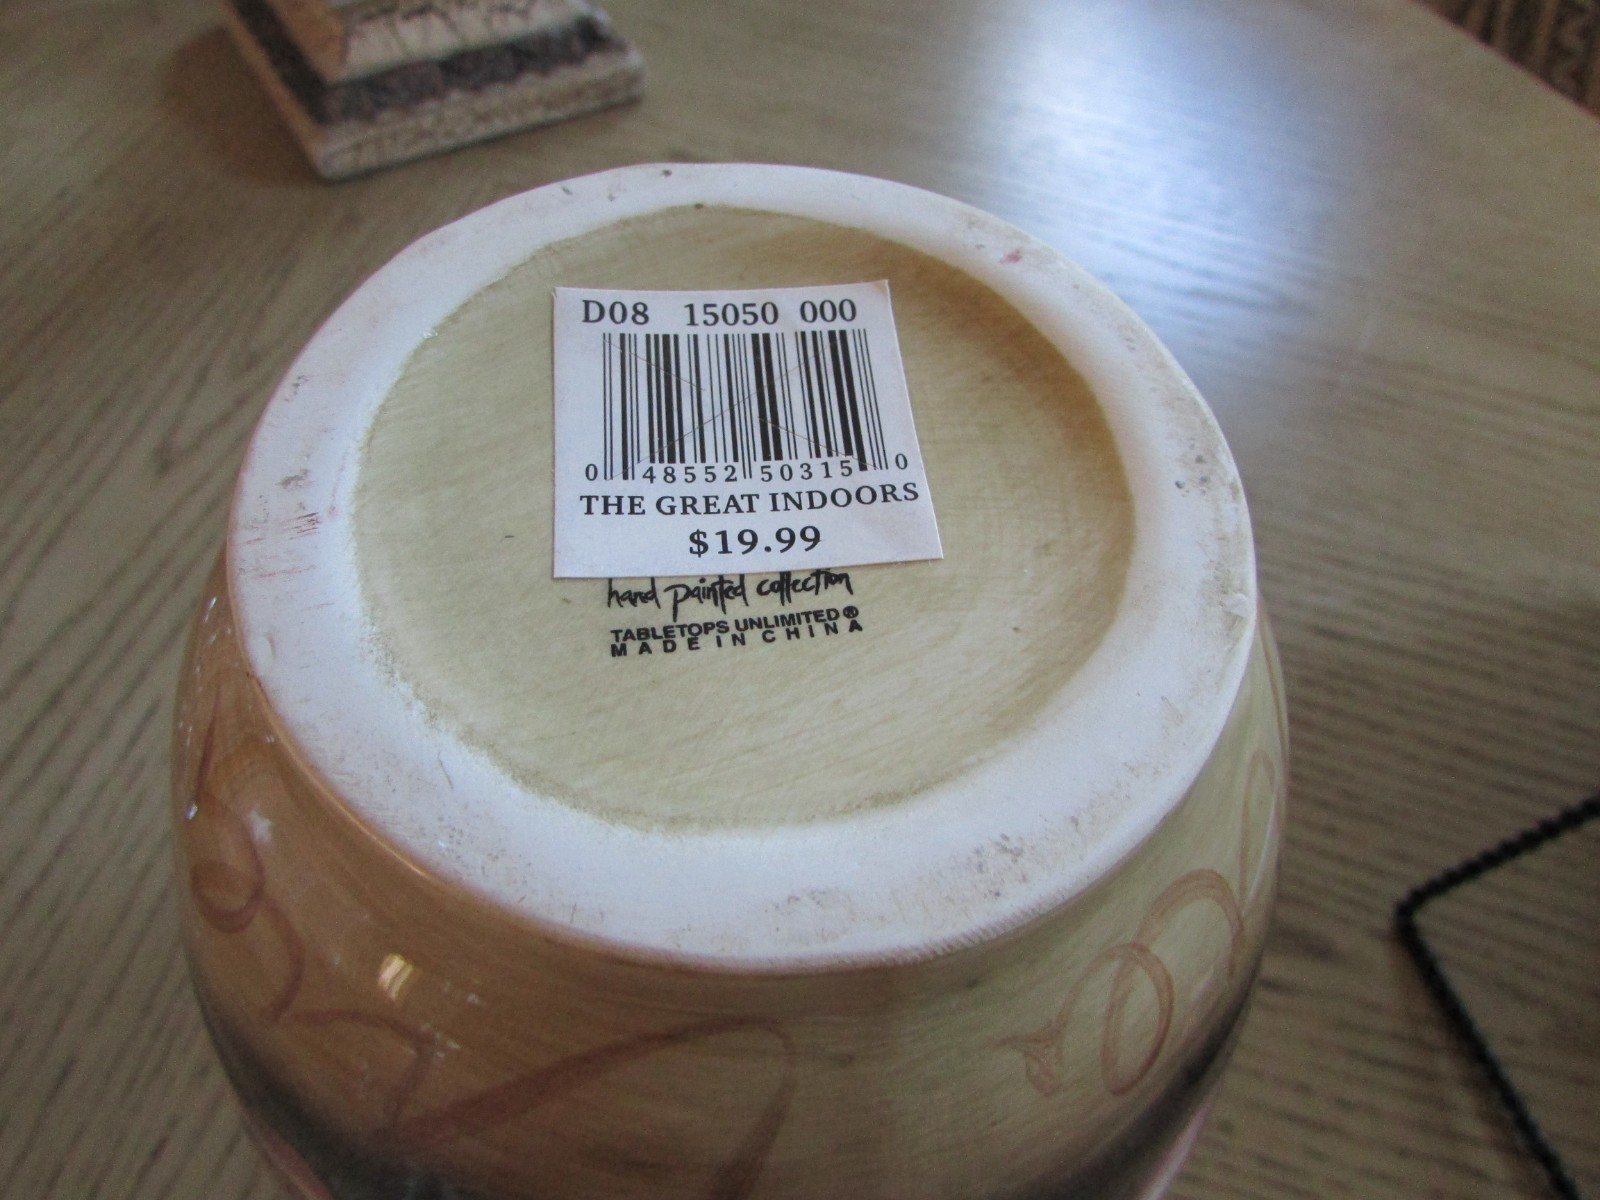 D08 15050 000
0 48552 50315 0
THE GREAT INDOORS
$19.99
hand painted collection
TABLETOPS UNLIMITED®
MADE IN CHINA